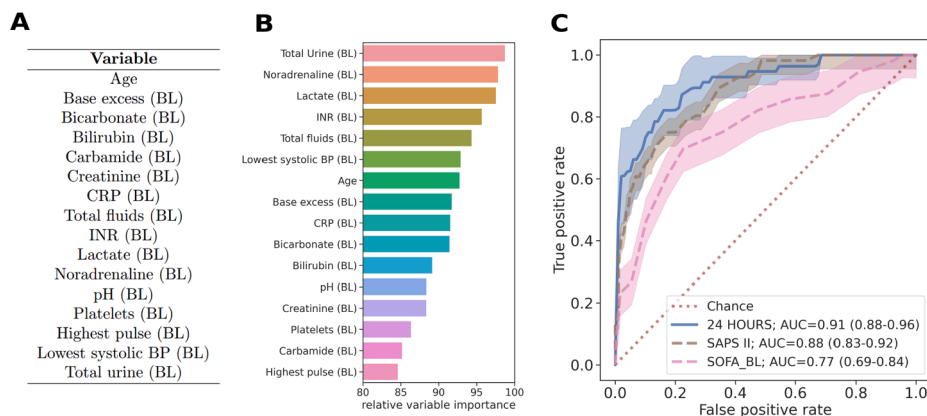 A
Variable
Age
Base excess (BL)
Bicarbonate (BL)
Bilirubin (BL)
Carbamide (BL)
Creatinine (BL)
CRP (BL)
Total fluids (BL)
INR (BL)
Lactate (BL)
Noradrenaline (BL)
pH (BL)
Platelets (BL)
Highest pulse (BL)
Lowest systolic BP (BL)
Total urine (BL)
B
Total Urine (BL)
Noradrenaline (BL)
Lactate (BL)
INR (BL)
Total fluids (BL)
Lowest systolic BP (BL)
Age
Base excess (BL)
CRP (BL)
Bicarbonate (BL)
Bilirubin (BL)
pH (BL)
Creatinine (BL)
Platelets (BL)
Carbamide (BL)
Highest pulse (BL)
80 85 90 95 100
relative variable importance
C
True positive rate
1.0
0.8
0.6
0.4
0.2
0.0
Chance
24 HOURS; AUC=0.91 (0.88-0.96)
SAPS II; AUC=0.88 (0.83-0.92)
SOFA_BL; AUC=0.77 (0.69-0.84)
0.0 0.2 0.4 0.6 0.8 1.0
False positive rate